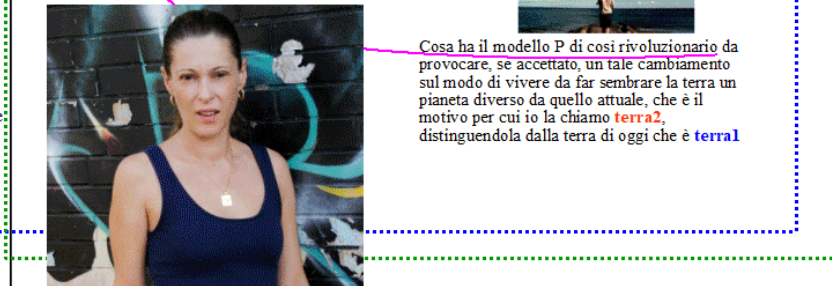 Cosa ha il modello P di così rivoluzionario da
provocare, se accettato, un tale cambiamento
sul modo di vivere da far sembrare la terra un
pianeta diverso da quello attuale, che è il
motivo per cui io la chiamo terra2,
distinguendola dalla terra di oggi che è terra1